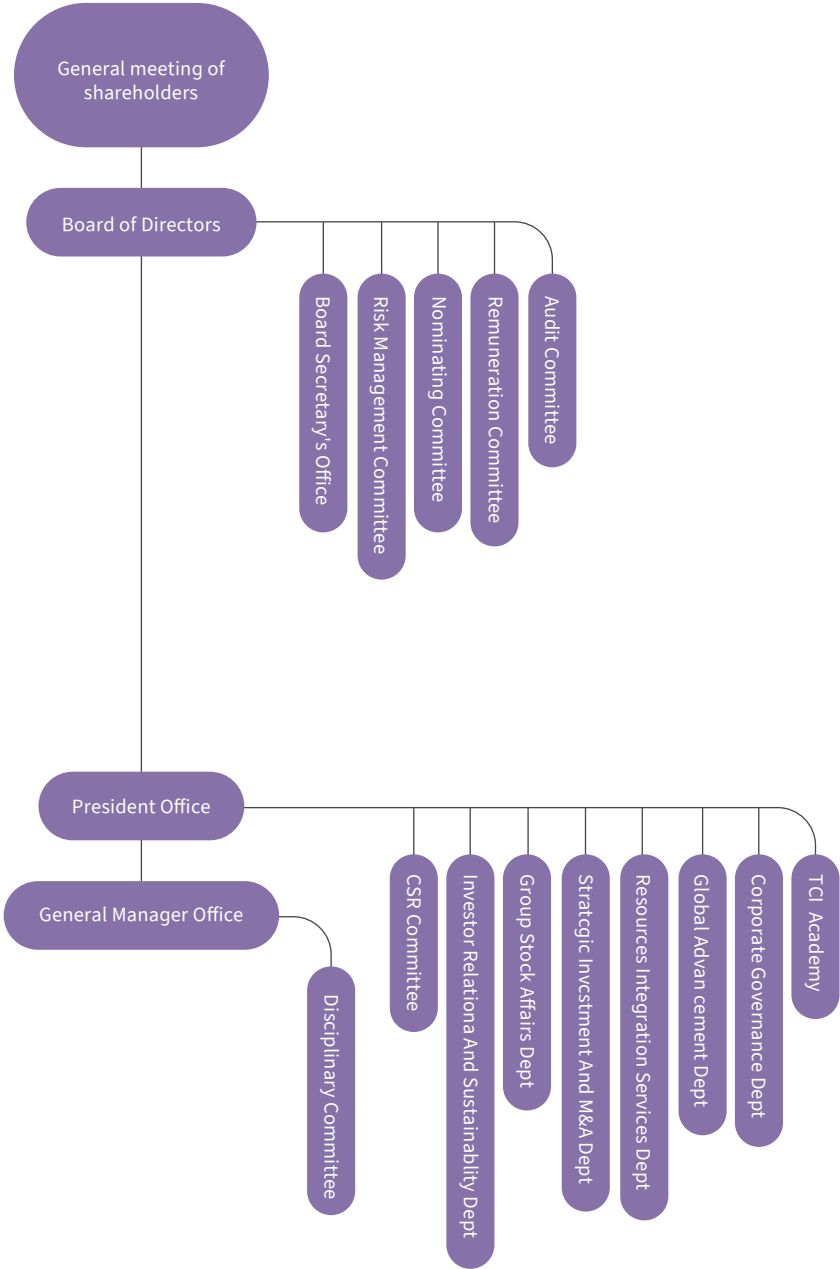 General meeting of
shareholders
Board of Directors
Board Secretary's Office
Risk Management Committee
Nominating Committee
Remuneration Committee
Audit Committee
President Office
General Manager Office
Disciplinary Committee
CSR Committee
Investor Relationa And Sustainablity Dept
Group Stock Affairs Dept
Stratcgic Invcstment And M&A Dept
Resources Integration Services Dept
Global Advan cement Dept
Corporate Governance Dept
TCI Academy